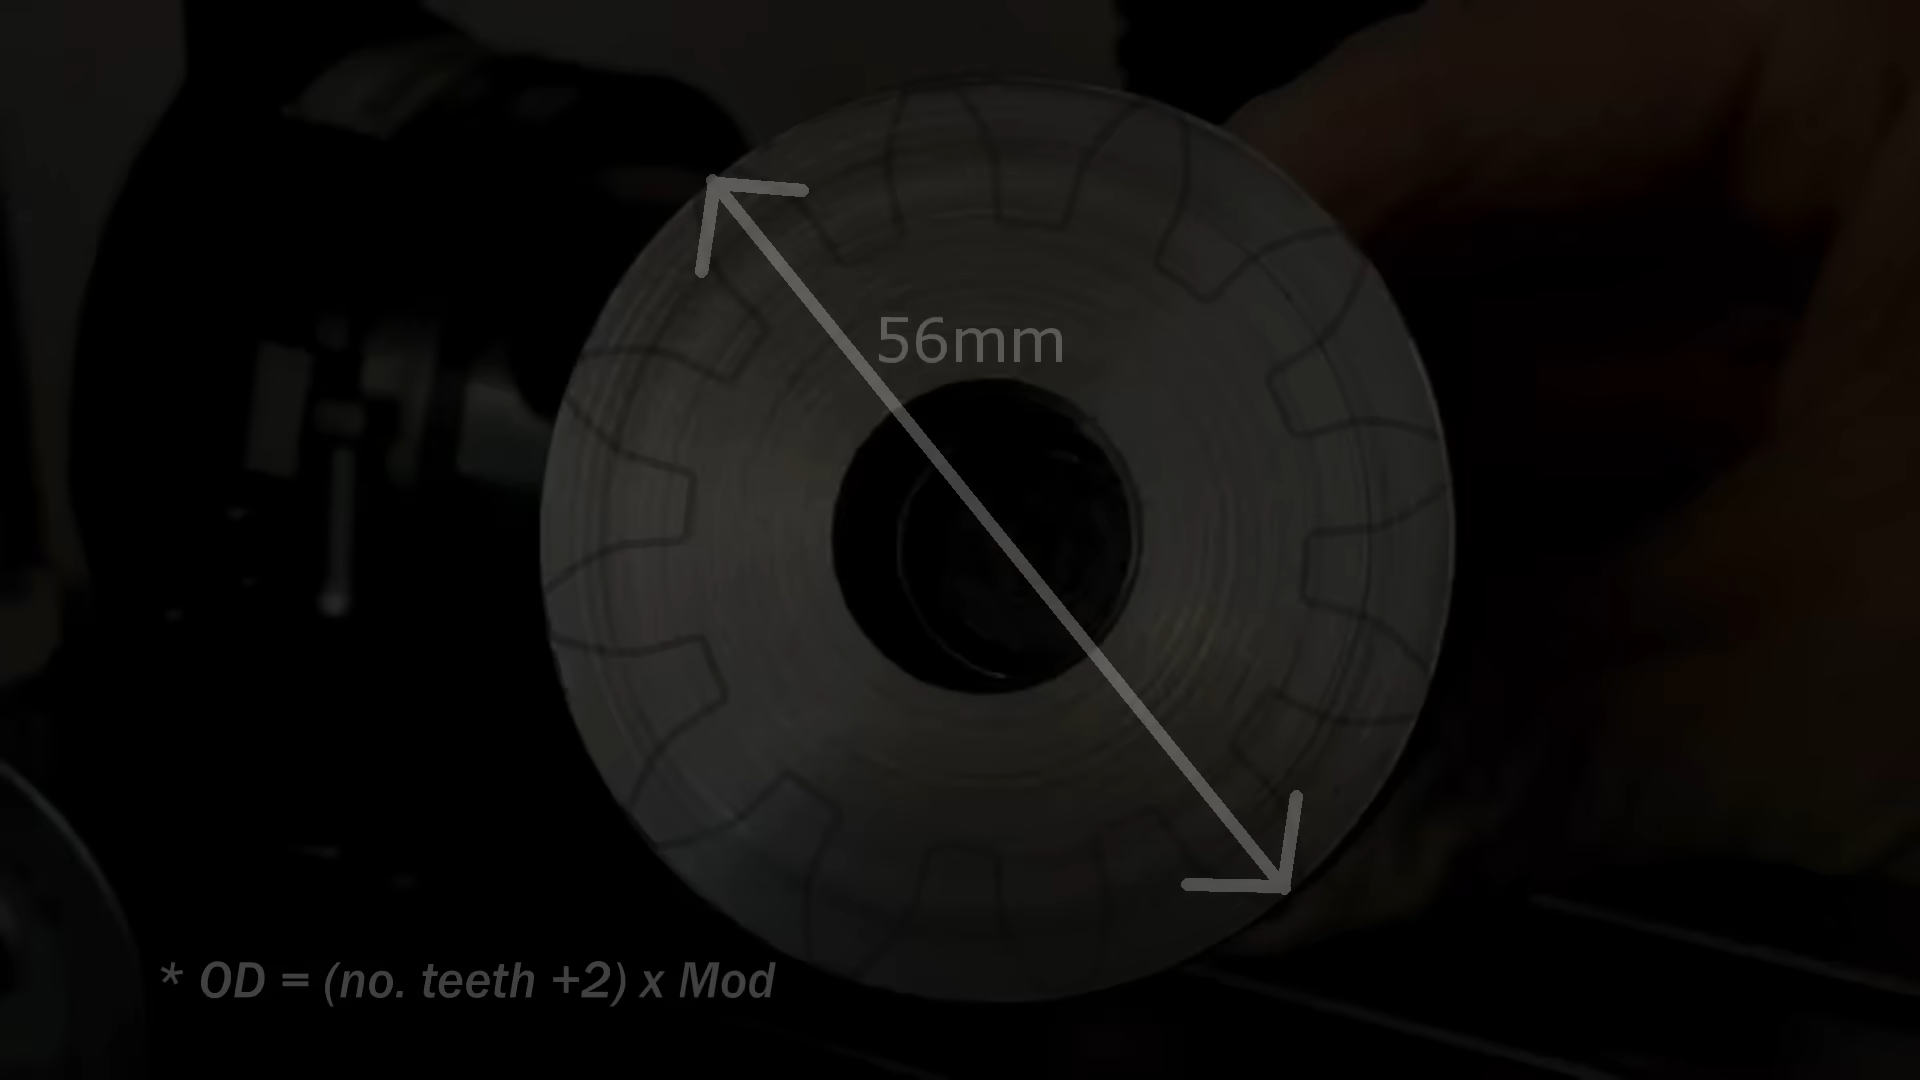 56mm
* OD = (no. teeth +2) x Mod